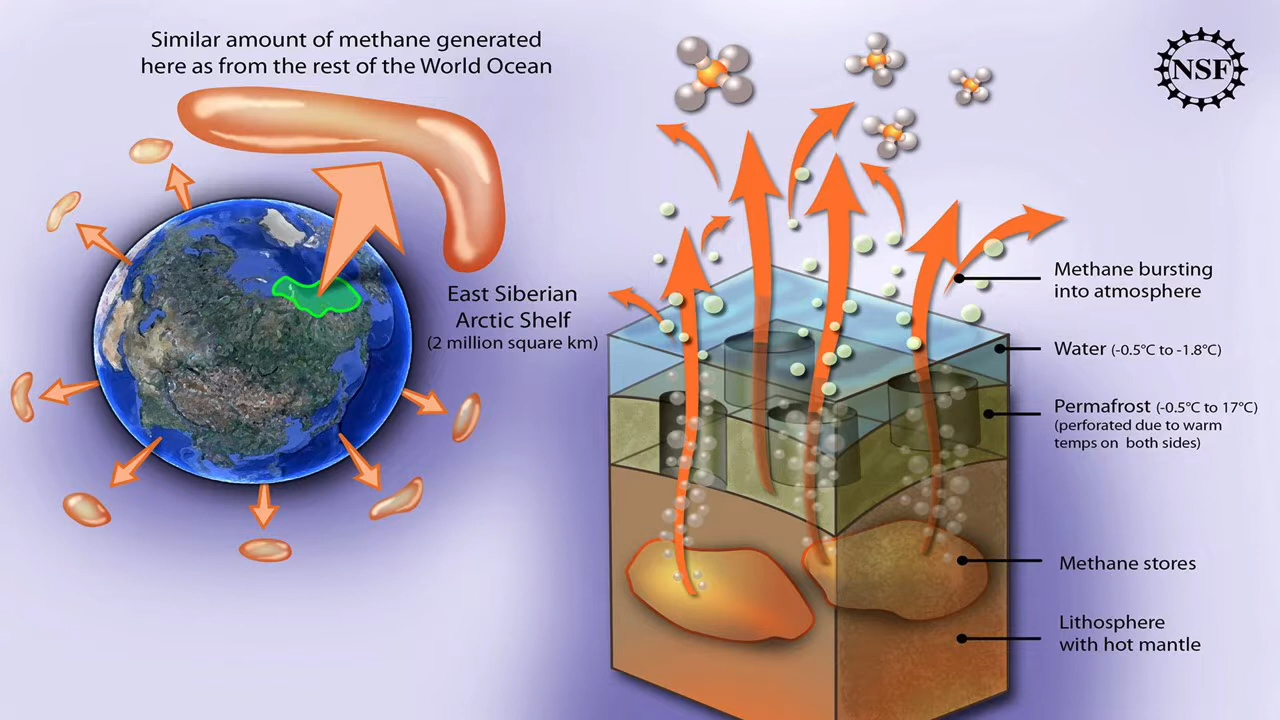 Similar amount of methane generated
here as from the rest of the World Ocean
NSF
East Siberian
Arctic Shelf
(2 million square km)
Methane bursting
into atmosphere
Water (-0.5°C to -1.8°C)
Permafrost (-0.5°C to 17°C)
(perforated due to warm
temps on both sides)
Methane stores
Lithosphere
with hot mantle